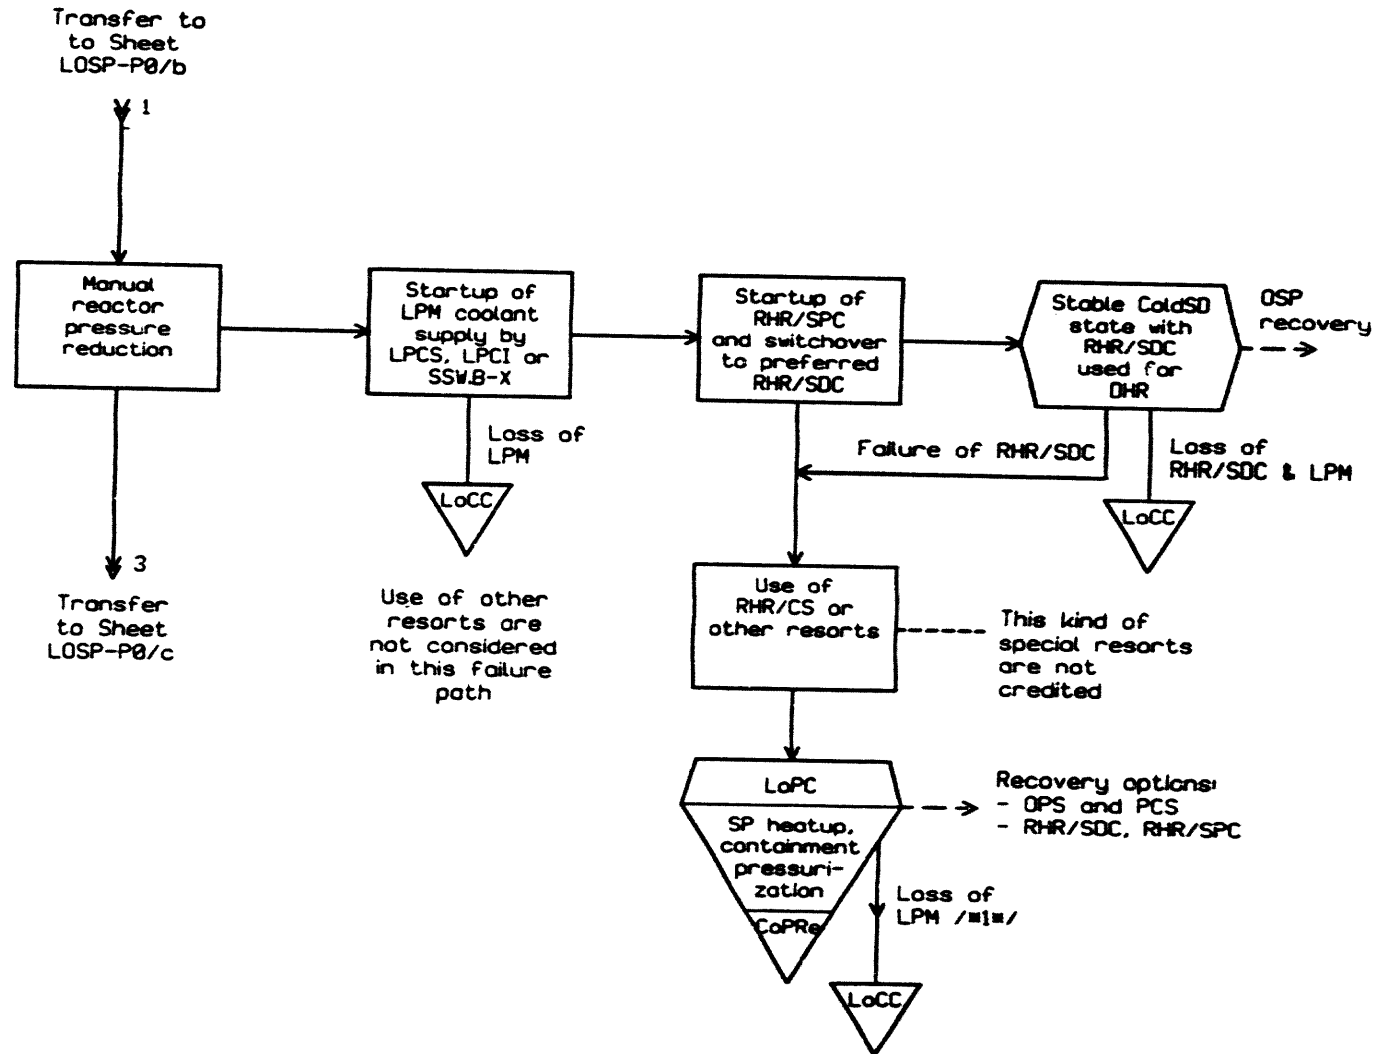 Transfer to
to Sheet
LOSP-P0/b
1
Manual
reactor
pressure
reduction
Startup of
LPM coolant
supply by
LPCS, LPCI or
SSW.B-X
Startup of
RHR/SPC
and switchover
to preferred
RHR/SDC
Stable ColdSD
state with
RHR/SDC
used for
DHR
OSP
recovery
Loss of
LPM
Failure of RHR/SDC
Loss of
RHR/SDC & LPM
LoCC
LoCC
3
Transfer
to Sheet
LOSP-P0/c
Use of other
resorts are
not considered
in this failure
path
Use of
RHR/CS or
other resorts
This kind of
special resorts
are not
credited
LoPC
SP heatup,
containment
pressuri-
zation
CoPRe
Recovery options:
- OPS and PCS
- RHR/SDC, RHR/SPC
Loss of
LPM /*1*/
LoCC